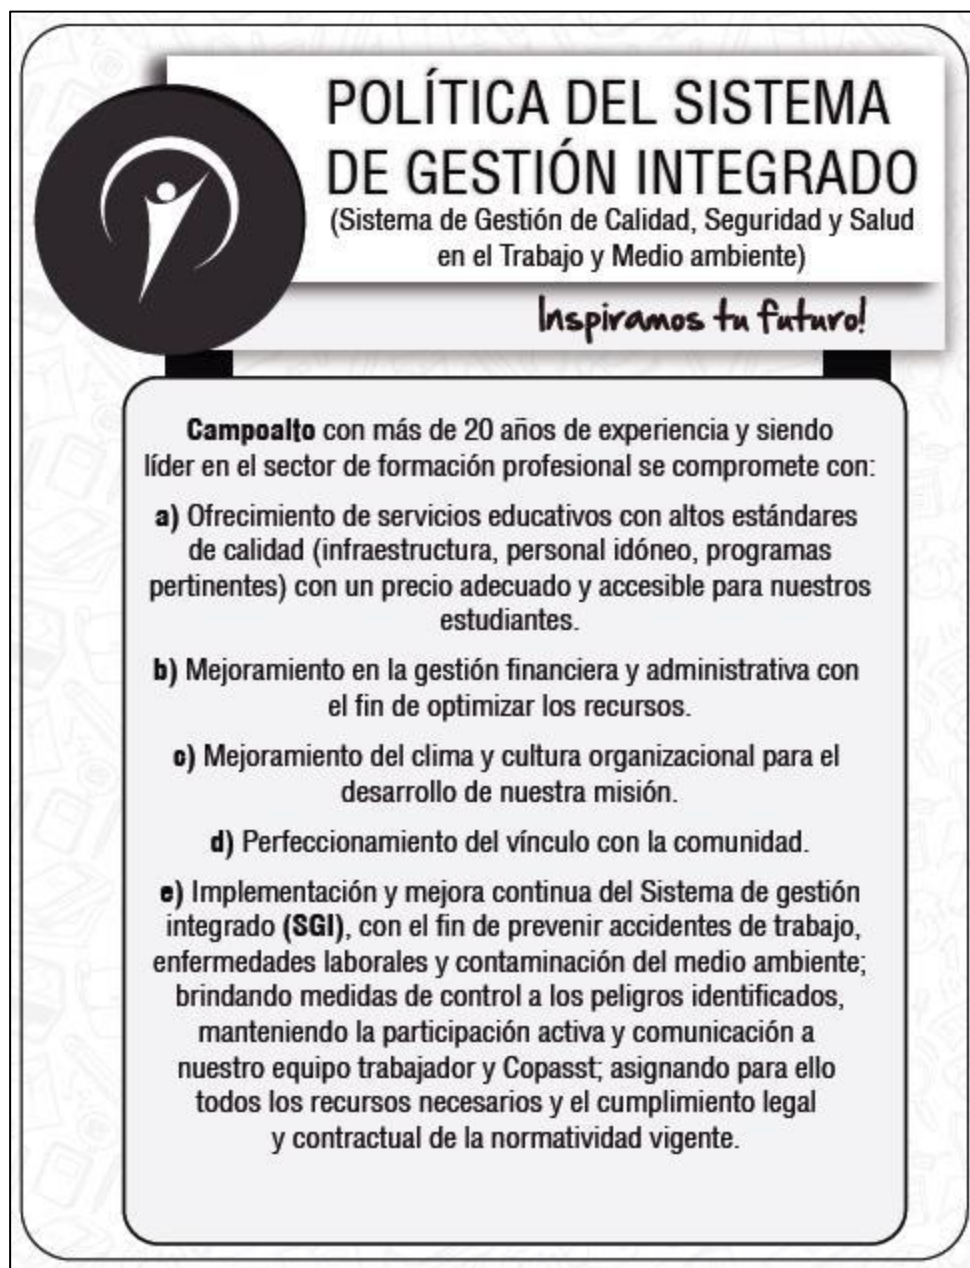 POLÍTICA DEL SISTEMA
DE GESTIÓN INTEGRADO
(Sistema de Gestión de Calidad, Seguridad y Salud
en el Trabajo y Medio ambiente)
Inspiramos tu futuro!
Campoalto con más de 20 años de experiencia y siendo
líder en el sector de formación profesional se compromete con:
a) Ofrecimiento de servicios educativos con altos estándares
de calidad (infraestructura, personal idóneo, programas
pertinentes) con un precio adecuado y accesible para nuestros
estudiantes.
b) Mejoramiento en la gestión financiera y administrativa con
el fin de optimizar los recursos.
c) Mejoramiento del clima y cultura organizacional para el
desarrollo de nuestra misión.
d) Perfeccionamiento del vínculo con la comunidad.
e) Implementación y mejora continua del Sistema de gestión
integrado (SGI), con el fin de prevenir accidentes de trabajo,
enfermedades laborales y contaminación del medio ambiente;
brindando medidas de control a los peligros identificados,
manteniendo la participación activa y comunicación a
nuestro equipo trabajador y Copasst; asignando para ello
todos los recursos necesarios y el cumplimiento legal
y contractual de la normatividad vigente.